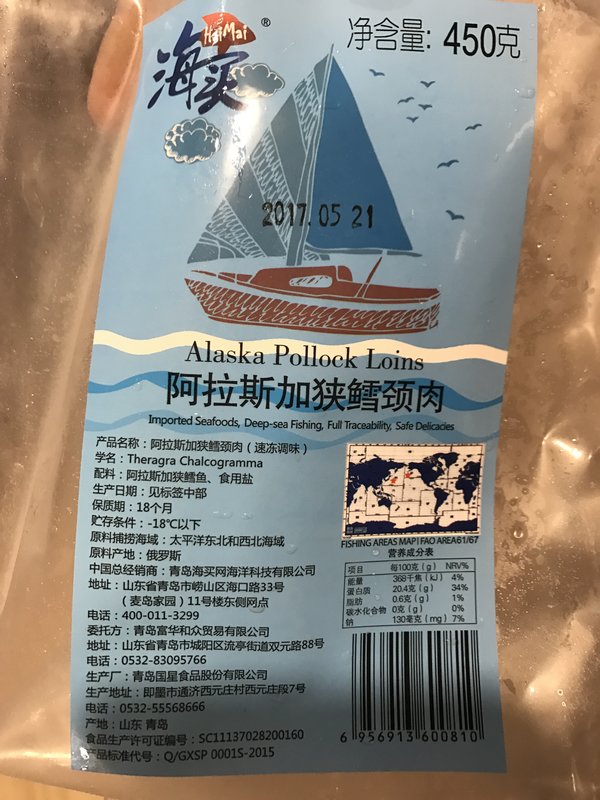 HaiMai
海买®
净含量: 450克
2017.05 21
Alaska Pollock Loins
阿拉斯加狭鳕颈肉
Imported Seafoods, Deep-sea Fishing, Full Traceability, Safe Delicacies
产品名称：阿拉斯加狭鳕颈肉（速冻调味）
学名：Theragra Chalcogramma
配料：阿拉斯加狭鳕鱼、食用盐
生产日期：见标签中部
保质期：18个月
贮存条件：-18℃以下
原料捕捞海域：太平洋东北和西北海域
原料产地：俄罗斯
中国总经销商：青岛海买网海洋科技有限公司
地址：山东省青岛市崂山区海口路33号
（麦岛家园）11号楼东侧网点
电话：400-011-3299
委托方：青岛富华和众贸易有限公司
地址：山东省青岛市城阳区流亭街道双元路88号
电话：0532-83095766
生产厂：青岛国星食品股份有限公司
生产地址：即墨市通济西元庄村西元庄段7号
电话：0532-55568666
产地：山东 青岛
食品生产许可证编号：SC11137028200160
产品标准代号：Q/GXSP 0001S-2015
FISHING AREAS MAP|FAO AREA61/67
营养成分表
项目 每100克(g) NRV%
能量 368千焦(kJ) 4%
蛋白质 20.4克(g) 34%
脂肪 0.6克(g) 1%
碳水化合物 0克(g) 0%
钠 130毫克(mg) 7%
6 956913 600810